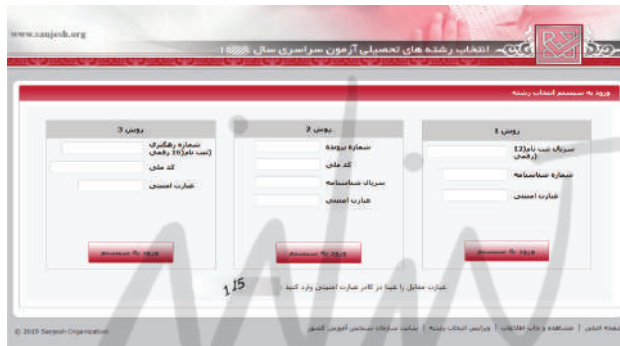 www.sanjesh.org
انتخاب رشته های تحصیلی آزمون سراسری سال
ورود به سیستم انتخاب رشته
روش 1
سریال ثبت نام(12
رقمی)
شماره شناسنامه
عبارت امنیتی
ورود به سیستم
روش 2
شماره پرونده
کد ملی
سریال شناسنامه
عبارت امنیتی
ورود به سیستم
روش 3
شماره رهگیری
ثبت نام(16 رقمی)
کد ملی
عبارت امنیتی
ورود به سیستم
عبارت مقابل را عینا در کادر عبارت امنیتی وارد کنید :
صفحه اصلی | مشاهده و چاپ اطلاعات | ویرایش انتخاب رشته | سایت سازمان سنجش آموزش کشور
© 2013 Sanjesh Organization